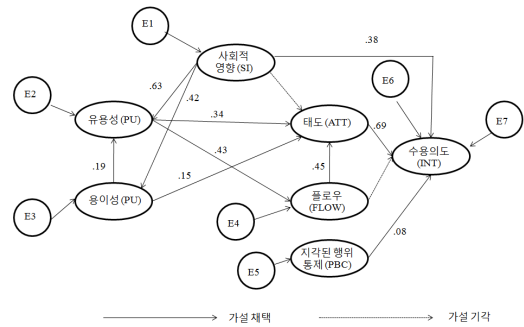 E1
사회적
영향(SI)
.38
E6
E2
.63
.42
E7
유용성(PU)
.34
태도(ATT)
.69
수용의도
(INT)
.43
.19
.15
.45
용이성(PU)
플로우
(FLOW)
E3
E4
.08
지각된 행위
통제(PBC)
E5
가설 채택
가설 기각